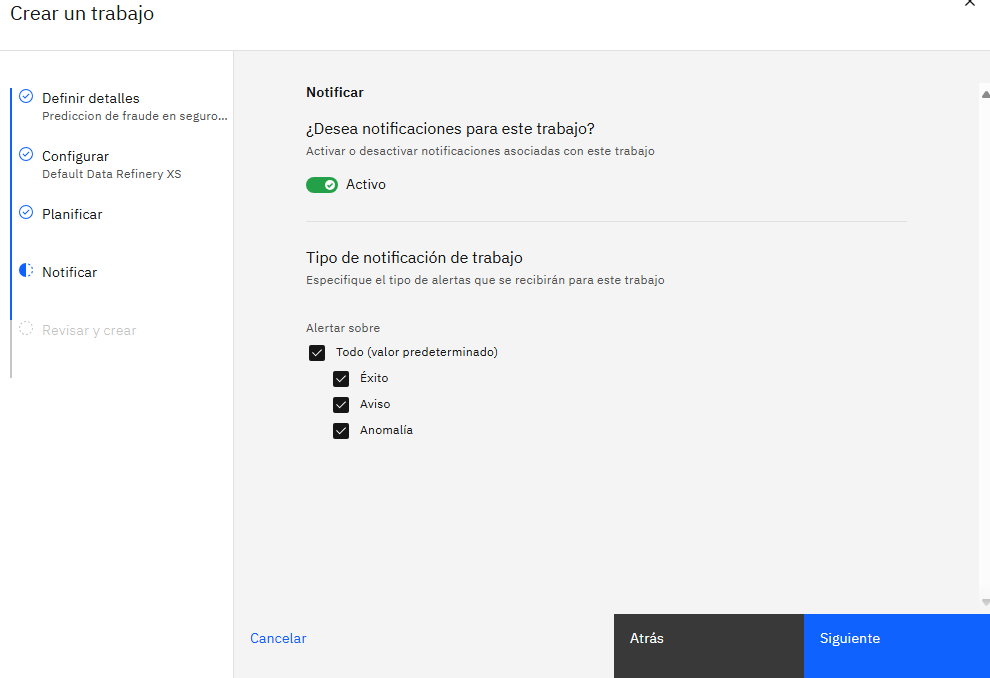 Crear un trabajo
Definir detalles
Prediccion de fraude en seguro...
Configurar
Default Data Refinery XS
Planificar
Notificar
Revisar y crear
Notificar
¿Desea notificaciones para este trabajo?
Activar o desactivar notificaciones asociadas con este trabajo
Activo
Tipo de notificación de trabajo
Especifique el tipo de alertas que se recibirán para este trabajo
Alertar sobre
Todo (valor predeterminado)
Éxito
Aviso
Anomalía
Cancelar
Atrás
Siguiente